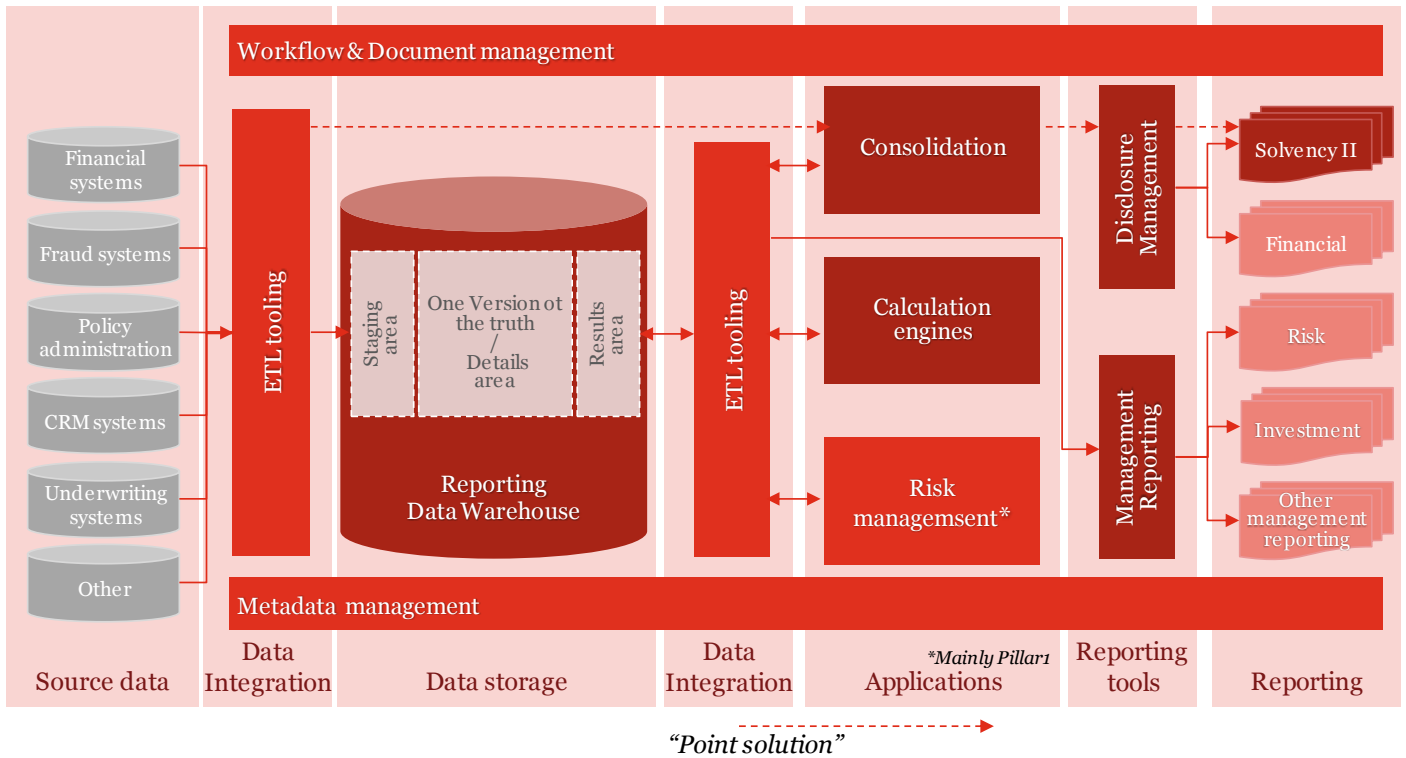 Workflow & Document management
Financial
systems
Fraud systems
Policy
administration
CRM systems
Underwriting
systems
Other
ETL tooling
Staging
area
One Version ot
the truth
/
Details
area
Results
area
Reporting
Data Warehouse
ETL tooling
Consolidation
Calculation
engines
Risk
managemsent*
Disclosure
Management
Management
Reporting
Solvency II
Financial
Risk
Investment
Other
management
reporting
Metadata management
*Mainly Pillar1
Source data
Data
Integration
Data storage
Data
Integration
Applications
Reporting
tools
Reporting
“Point solution”